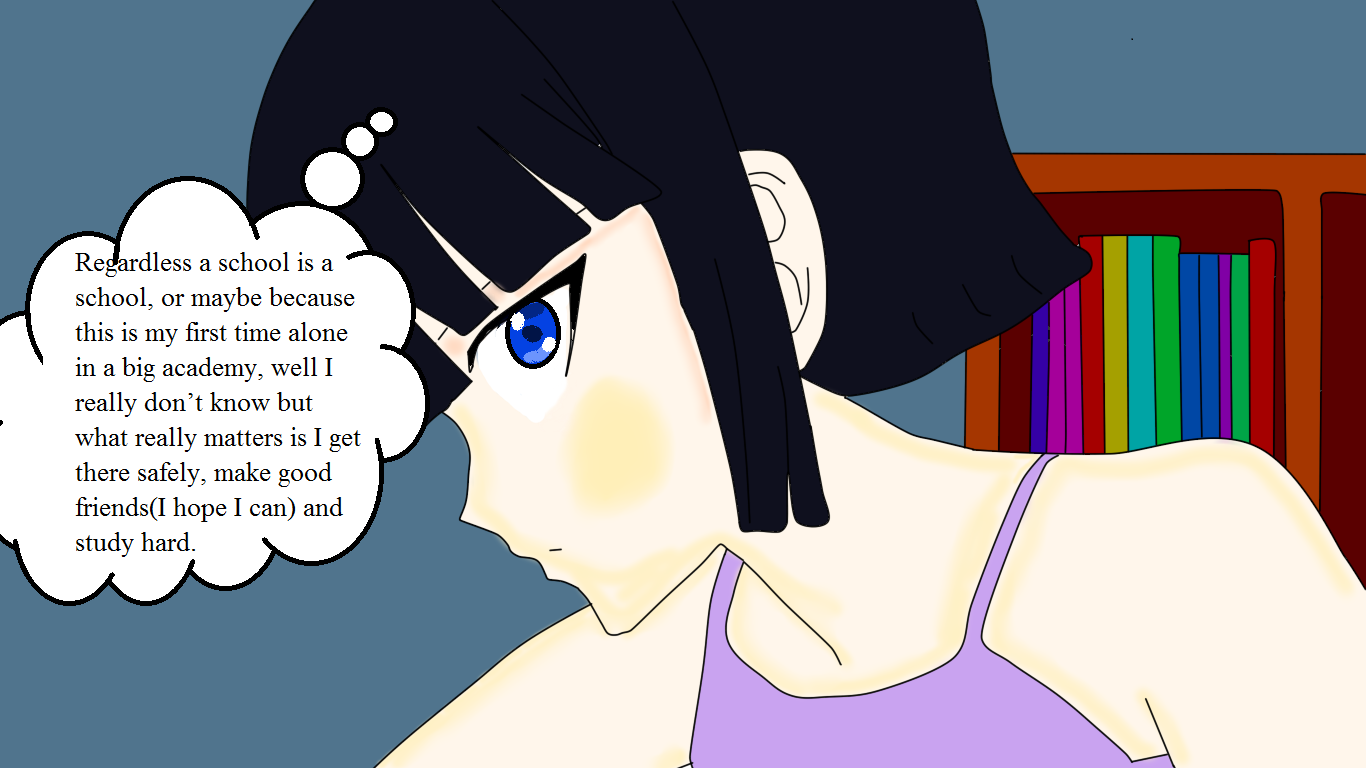 Regardless a school is a
school, or maybe because
this is my first time alone
in a big academy, well I
really don't know but
what really matters is I get
there safely, make good
friends(I hope I can) and
study hard.